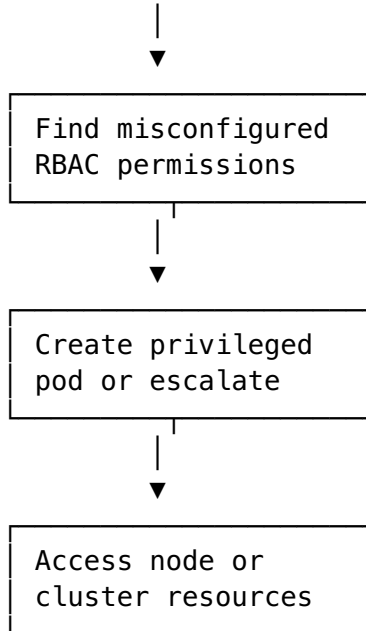 Find misconfigured
RBAC permissions
Create privileged
pod or escalate
Access node or
cluster resources